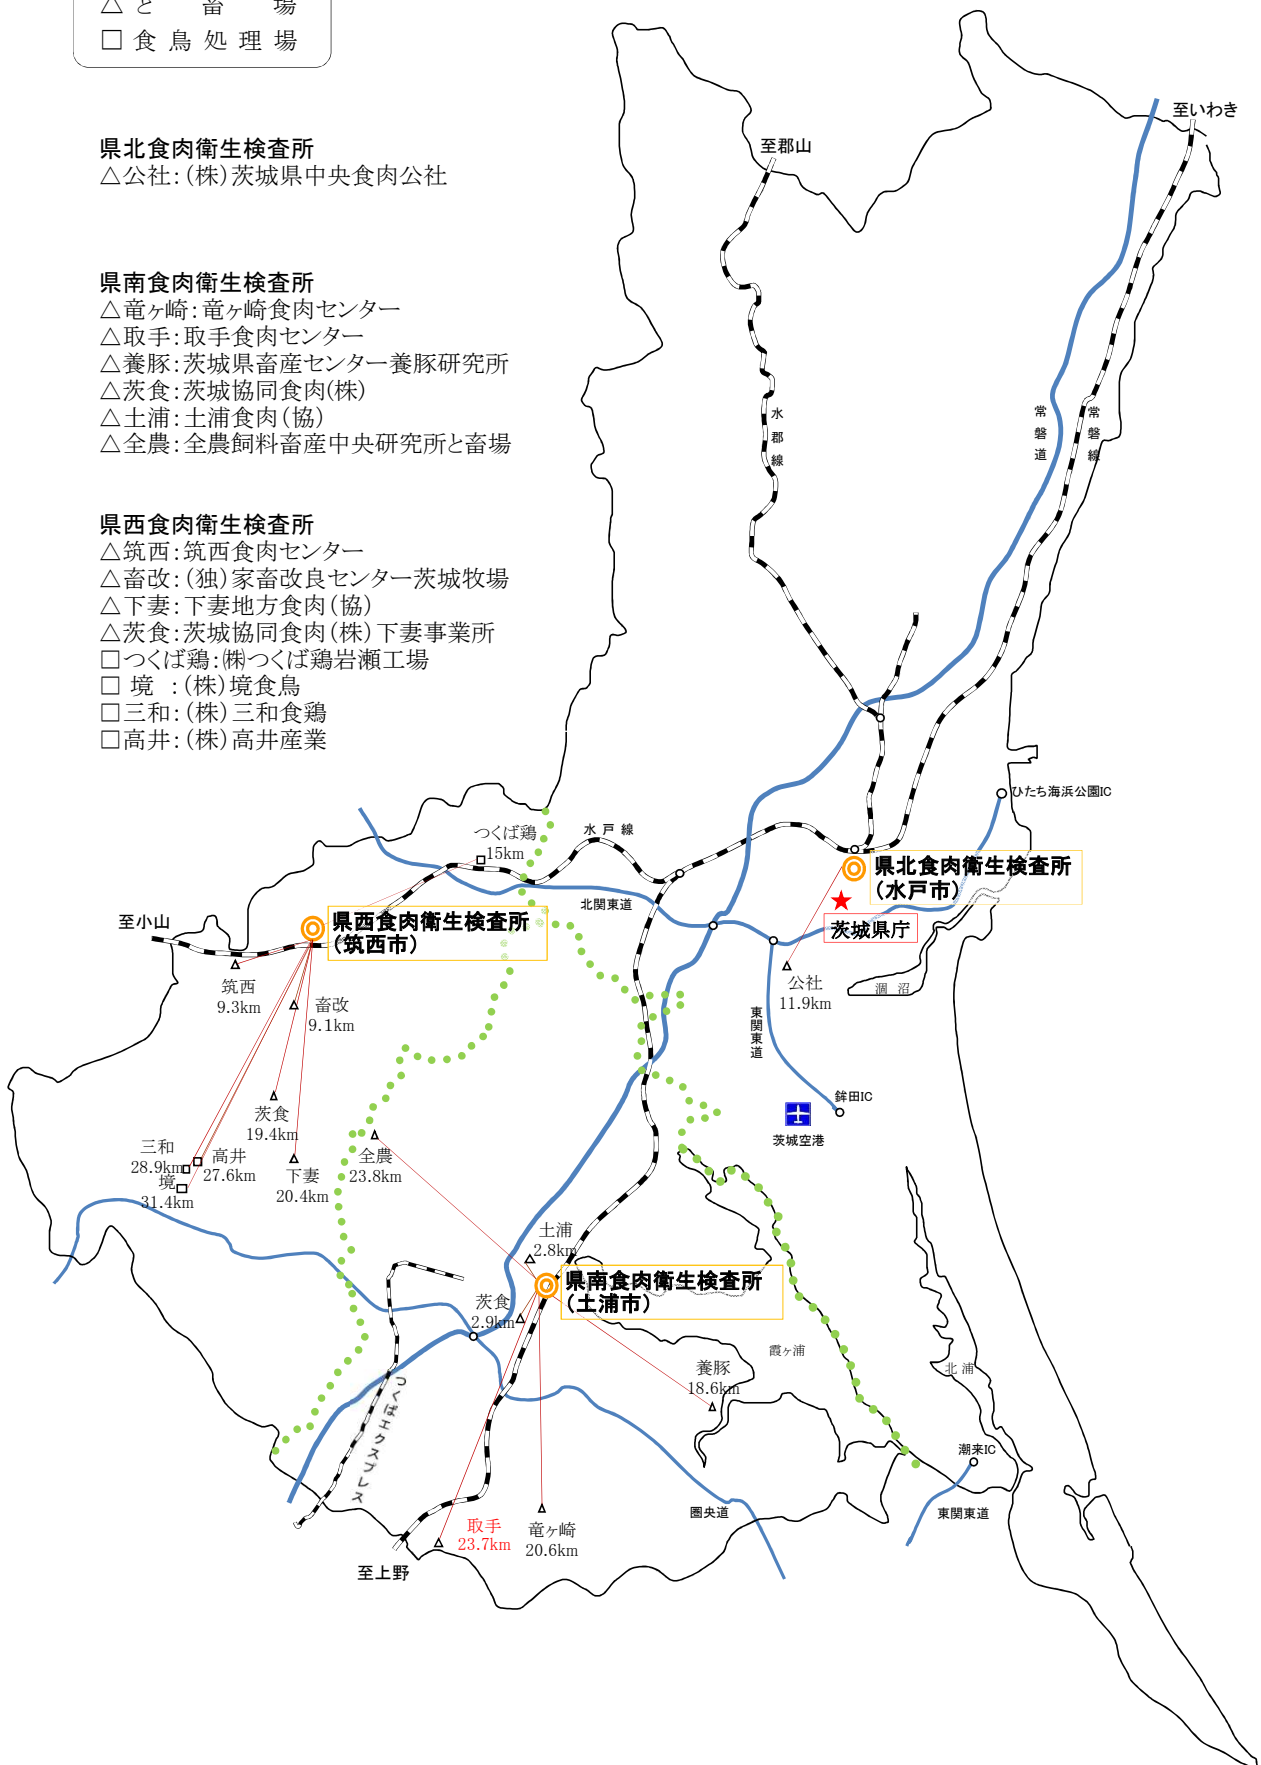 △ と 畜 場
□ 食 鳥 処 理 場
県北食肉衛生検査所
△公社：(株)茨城県中央食肉公社
県南食肉衛生検査所
△竜ヶ崎：竜ヶ崎食肉センター
△取手：取手食肉センター
△養豚：茨城県畜産センター養豚研究所
△茨食：茨城協同食肉(株)
△土浦：土浦食肉(協)
△全農：全農飼料畜産中央研究所と畜場
県西食肉衛生検査所
△筑西：筑西食肉センター
△畜改：(独)家畜改良センター茨城牧場
△下妻：下妻地方食肉(協)
△茨食：茨城協同食肉(株)下妻事業所
□つくば鶏：㈱つくば鶏岩瀬工場
□ 境 ：(株)境食鳥
□三和：(株)三和食鶏
□高井：(株)高井産業
至いわき
至郡山
水郡線
常磐道
常磐線
ひたち海浜公園IC
つくば鶏
15km
水戸線
県北食肉衛生検査所
(水戸市)
北関東道
茨城県庁
至小山
県西食肉衛生検査所
(筑西市)
筑西
9.3km
畜改
9.1km
公社
11.9km
涸沼
東関東道
鉾田IC
茨城空港
茨食
19.4km
三和
28.9km
高井
27.6km
境
31.4km
下妻
20.4km
全農
23.8km
土浦
2.8km
県南食肉衛生検査所
(土浦市)
茨食
2.9km
霞ヶ浦
養豚
18.6km
北浦
つくばエクスプレス
潮来IC
東関東道
圏央道
取手
23.7km
竜ヶ崎
20.6km
至上野